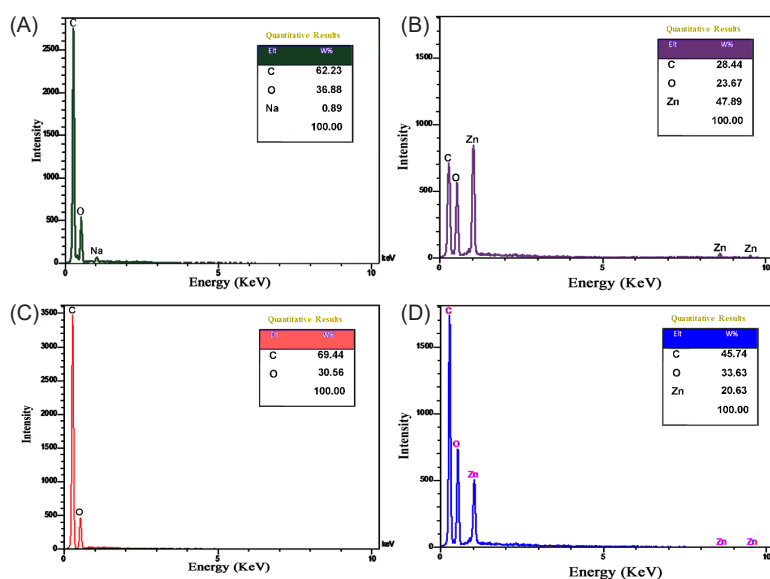 (A)
Quantitative Results
Elt W%
C 62.23
O 36.88
Na 0.89
100.00
C
O
Na
2500
2000
1500
1000
500
0
Intensity
0 5 10
keV
Energy (KeV)
(B)
Quantitative Results
Elt W%
C 28.44
O 23.67
Zn 47.89
100.00
C
O
Zn
Zn Zn
1500
1000
500
0
Intensity
0 5 10
Energy (KeV)
(C)
Quantitative Results
Elt W%
C 69.44
O 30.56
100.00
C
O
3500
3000
2500
2000
1500
1000
500
0
Intensity
0 5 10
keV
Energy (KeV)
(D)
Quantitative Results
Elt W%
C 45.74
O 33.63
Zn 20.63
100.00
C
O
Zn
Zn Zn
1500
1000
500
0
Intensity
0 5 10
keV
Energy (KeV)